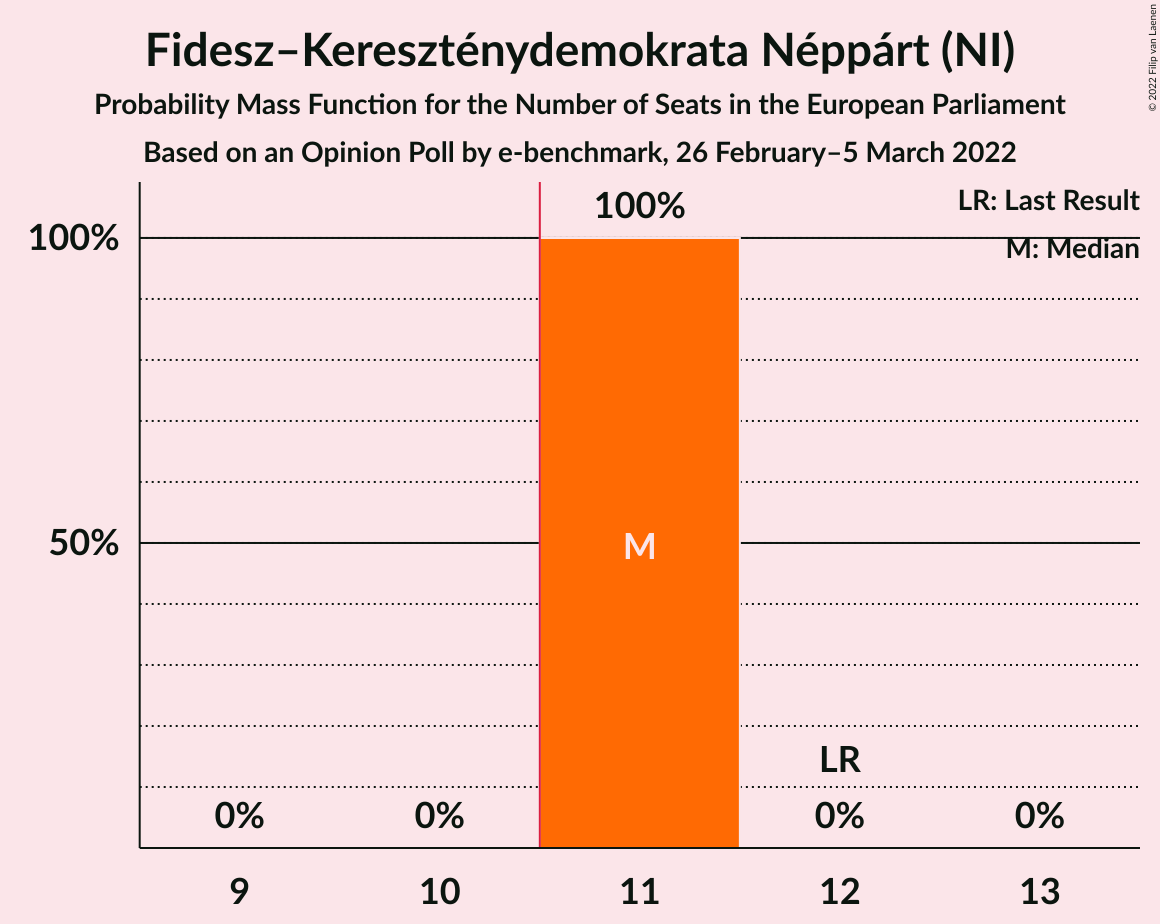 Fidesz–Kereszténydemokrata Néppárt (NI)
Probability Mass Function for the Number of Seats in the European Parliament
Based on an Opinion Poll by e-benchmark, 26 February–5 March 2022
© 2022 Filip van Laenen
LR: Last Result
M: Median
100%
100%
50%
M
LR
0%
0%
0%
0%
9
10
11
12
13